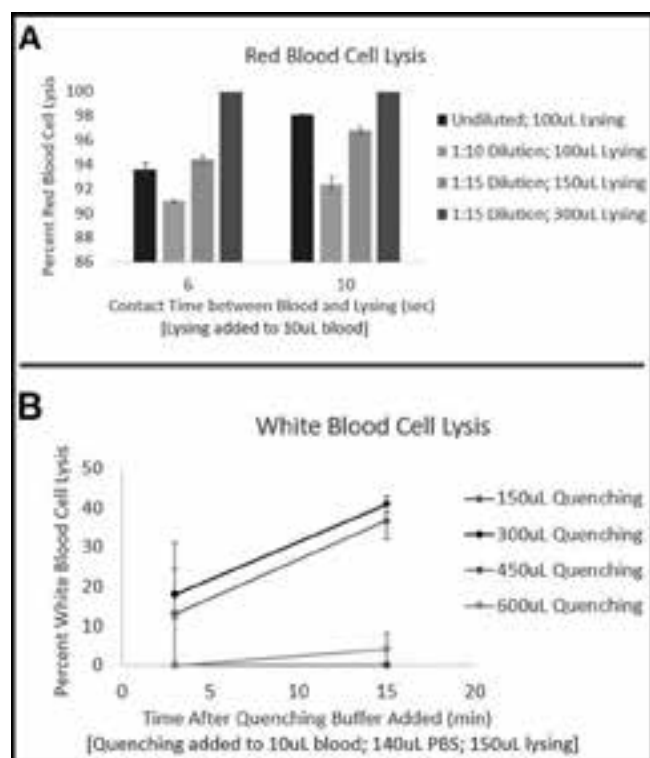 A
Red Blood Cell Lysis
Percent Red Blood Cell Lysis
100
98
96
94
92
90
88
86
6
10
Contact Time between Blood and Lysing (sec)
[Lysing added to 10uL blood]
Undiluted; 100uL Lysing
1:10 Dilution; 100uL Lysing
1:15 Dilution; 150uL Lysing
1:15 Dilution; 300uL Lysing
B
White Blood Cell Lysis
Percent White Blood Cell Lysis
50
40
30
20
10
0
0
5
10
15
20
Time After Quenching Buffer Added (min)
[Quenching added to 10uL blood; 140uL PBS; 150uL lysing]
150uL Quenching
300uL Quenching
450uL Quenching
600uL Quenching